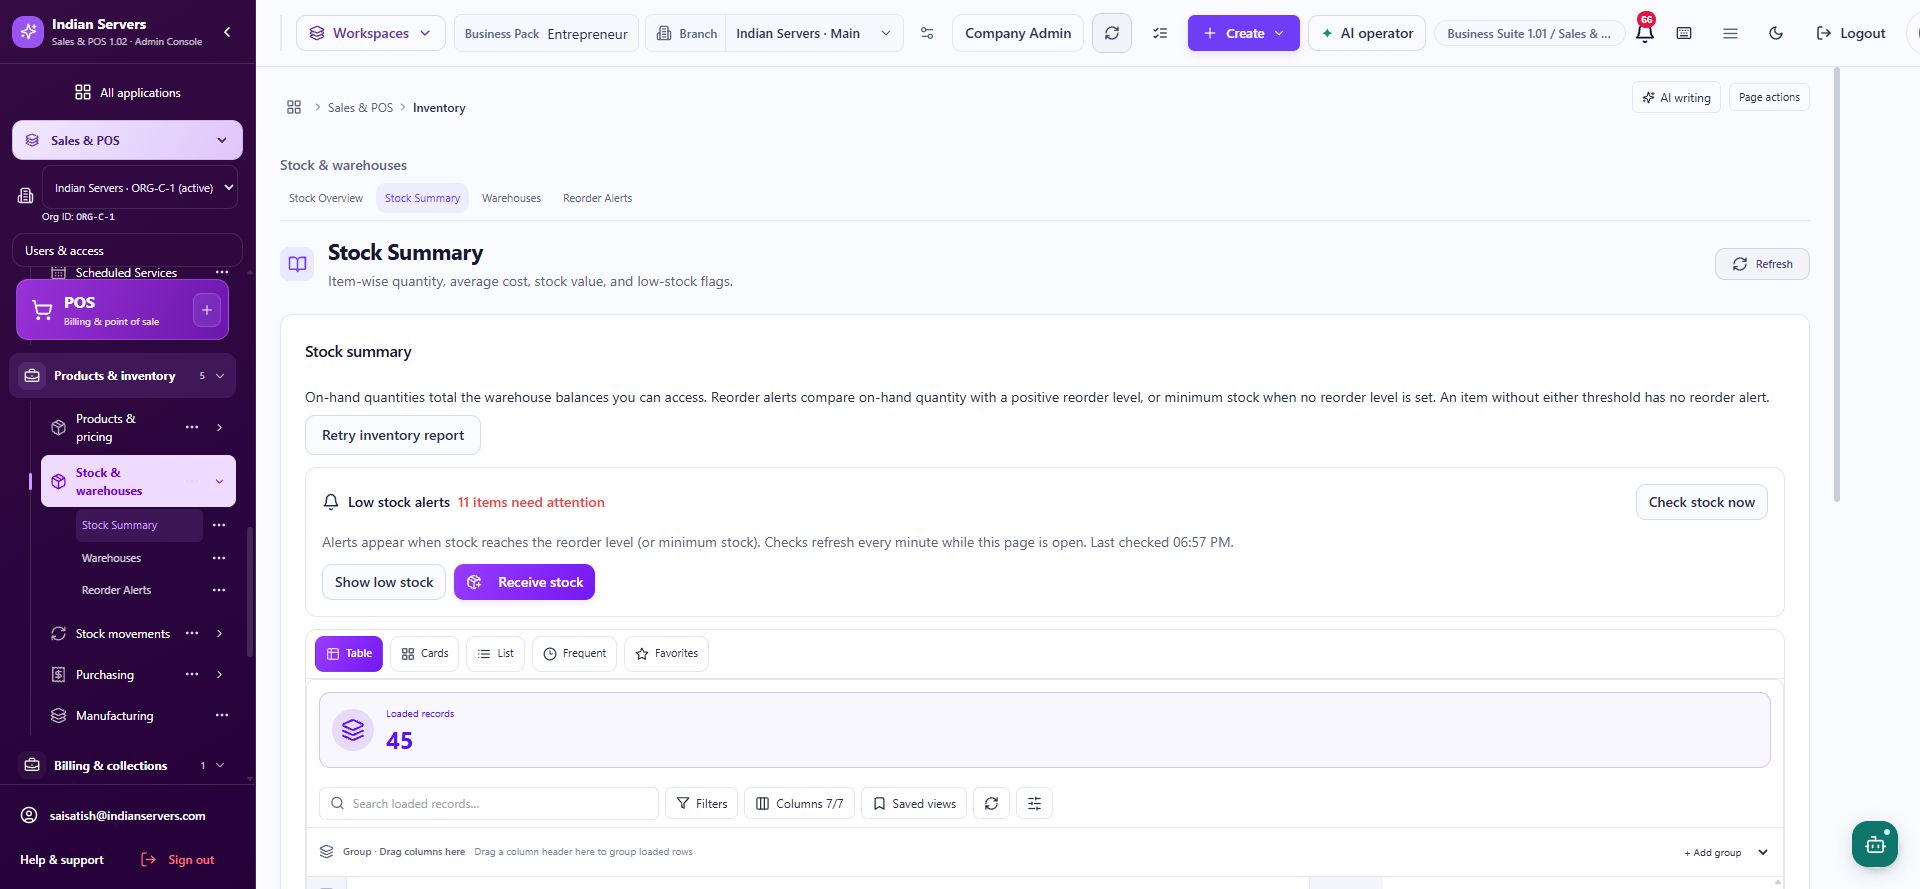 Indian Servers
Sales & POS 1.02 · Admin Console
All applications
Sales & POS
Indian Servers · ORG-C-1 (active)
Org ID: ORG-C-1
Users & access
Scheduled Services
POS
Billing & point of sale
Products & inventory 5
Products & pricing
Stock & warehouses
Stock Summary
Warehouses
Reorder Alerts
Stock movements
Purchasing
Manufacturing
Billing & collections 1
saisatish@indianservers.com
Help & support Sign out
Workspaces
Business Pack Entrepreneur
Branch Indian Servers · Main
Company Admin
Create
AI operator
Business Suite 1.01 / Sales & ...
66
Logout
Sales & POS Inventory
AI writing
Page actions
Stock & warehouses
Stock Overview Stock Summary Warehouses Reorder Alerts
Stock Summary
Item-wise quantity, average cost, stock value, and low-stock flags.
Refresh
Stock summary
On-hand quantities total the warehouse balances you can access. Reorder alerts compare on-hand quantity with a positive reorder level, or minimum stock when no reorder level is set. An item without either threshold has no reorder alert.
Retry inventory report
Low stock alerts 11 items need attention
Check stock now
Alerts appear when stock reaches the reorder level (or minimum stock). Checks refresh every minute while this page is open. Last checked 06:57 PM.
Show low stock Receive stock
Table Cards List Frequent Favorites
Loaded records
45
Search loaded records... Filters Columns 7/7 Saved views
Group · Drag columns here Drag a column header here to group loaded rows + Add group